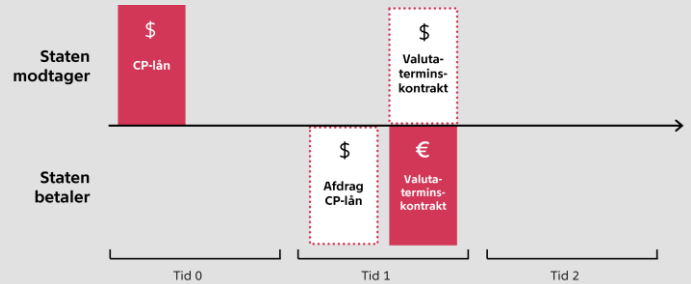 Staten
modtager
$
CP-lån
$
Valuta-
termins-
kontrakt
Staten
betaler
$
Afdrag
CP-lån
€
Valuta-
termins-
kontrakt
Tid 0
Tid 1
Tid 2